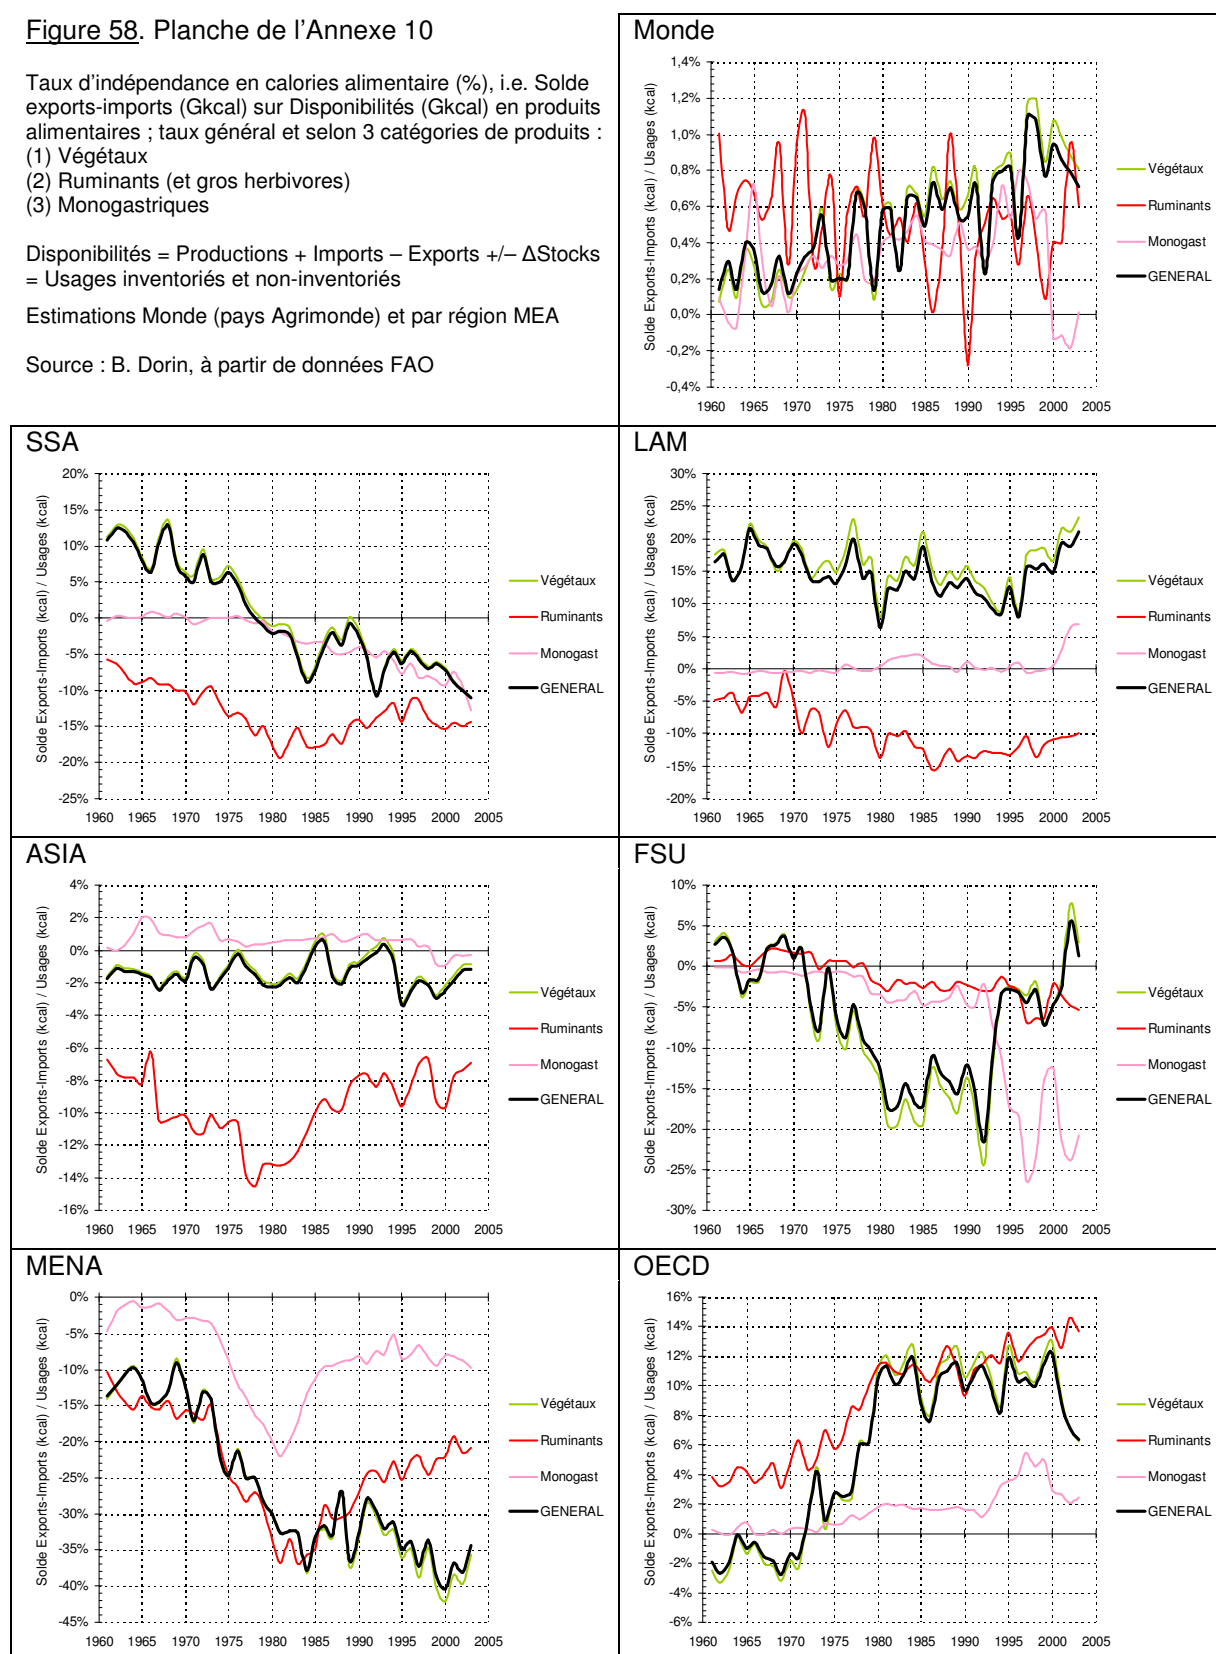 Figure 58. Planche de l'Annexe 10
Taux d'indépendance en calories alimentaire (%), i.e. Solde
exports-imports (Gkcal) sur Disponibilités (Gkcal) en produits
alimentaires ; taux général et selon 3 catégories de produits :
(1) Végétaux
(2) Ruminants (et gros herbivores)
(3) Monogastriques
Disponibilités = Productions + Imports – Exports +/– ΔStocks
= Usages inventoriés et non-inventoriés
Estimations Monde (pays Agrimonde) et par région MEA
Source : B. Dorin, à partir de données FAO
Monde
Solde Exports-Imports (kcal) / Usages (kcal)
1,4%
1,2%
1,0%
0,8%
0,6%
0,4%
0,2%
0,0%
-0,2%
-0,4%
1960 1965 1970 1975 1980 1985 1990 1995 2000 2005
Végétaux
Ruminants
Monogast
GENERAL
SSA
Solde Exports-Imports (kcal) / Usages (kcal)
20%
15%
10%
5%
0%
-5%
-10%
-15%
-20%
-25%
1960 1965 1970 1975 1980 1985 1990 1995 2000 2005
Végétaux
Ruminants
Monogast
GENERAL
LAM
Solde Exports-Imports (kcal) / Usages (kcal)
30%
25%
20%
15%
10%
5%
0%
-5%
-10%
-15%
-20%
1960 1965 1970 1975 1980 1985 1990 1995 2000 2005
Végétaux
Ruminants
Monogast
GENERAL
ASIA
Solde Exports-Imports (kcal) / Usages (kcal)
4%
2%
0%
-2%
-4%
-6%
-8%
-10%
-12%
-14%
-16%
1960 1965 1970 1975 1980 1985 1990 1995 2000 2005
Végétaux
Ruminants
Monogast
GENERAL
FSU
Solde Exports-Imports (kcal) / Usages (kcal)
10%
5%
0%
-5%
-10%
-15%
-20%
-25%
-30%
1960 1965 1970 1975 1980 1985 1990 1995 2000 2005
Végétaux
Ruminants
Monogast
GENERAL
MENA
Solde Exports-Imports (kcal) / Usages (kcal)
0%
-5%
-10%
-15%
-20%
-25%
-30%
-35%
-40%
-45%
1960 1965 1970 1975 1980 1985 1990 1995 2000 2005
Végétaux
Ruminants
Monogast
GENERAL
OECD
Solde Exports-Imports (kcal) / Usages (kcal)
16%
14%
12%
10%
8%
6%
4%
2%
0%
-2%
-4%
-6%
1960 1965 1970 1975 1980 1985 1990 1995 2000 2005
Végétaux
Ruminants
Monogast
GENERAL